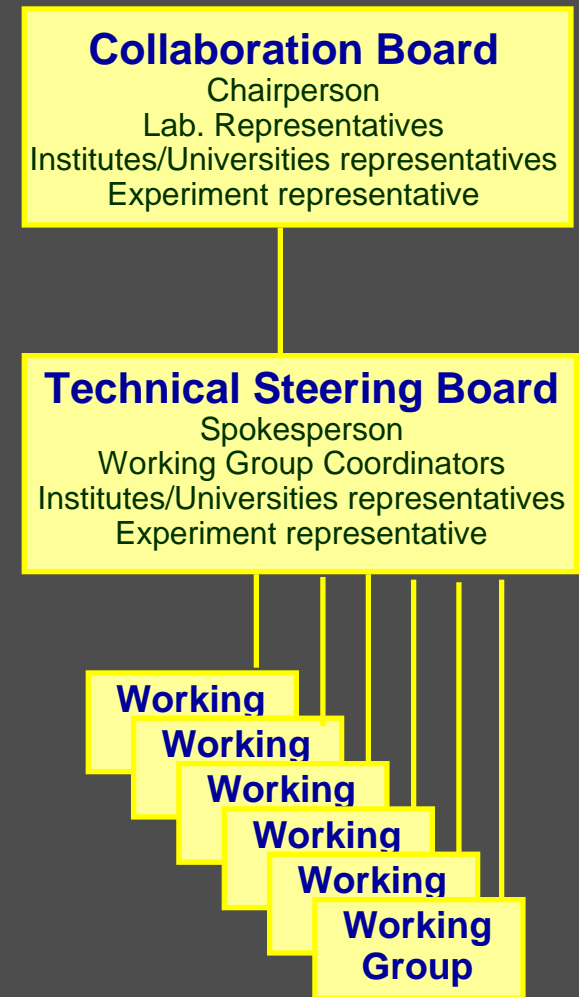 Collaboration Board
Chairperson
Lab. Representatives
Institutes/Universities representatives
Experiment representative
Technical Steering Board
Spokesperson
Working Group Coordinators
Institutes/Universities representatives
Experiment representative
Working
Working
Working
Working
Working
Working
Group